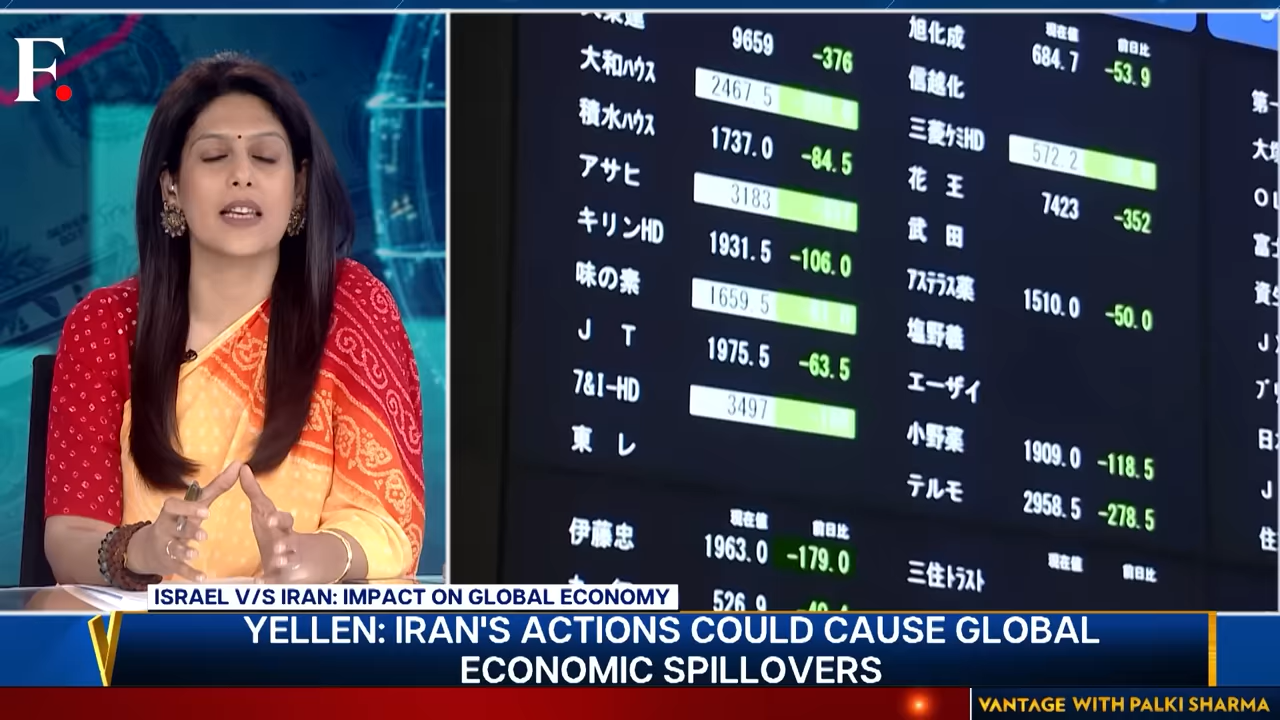 F.
9659 -376
大和ハウス 2467 5
積水ハウス 1737.0 -84.5
アサヒ 3183
キリンHD 1931.5 -106.0
味の素 1659 5
J T 1975.5 -63.5
7&I-HD 3497
東 レ
現在値 前日比
伊藤忠 1963.0 -179.0
526.9
現在値 前日比
旭化成 684.7 -53.9
信越化
三菱ケミHD 572.2
花 王 7423 -352
武 田
アステラス薬 1510.0 -50.0
塩野義
エーザイ
小野薬 1909.0 -118.5
テルモ 2958.5 -278.5
現在値 前日比
三住トラスト
ISRAEL V/S IRAN: IMPACT ON GLOBAL ECONOMY
YELLEN: IRAN'S ACTIONS COULD CAUSE GLOBAL
ECONOMIC SPILLOVERS
VANTAGE WITH PALKI SHARMA